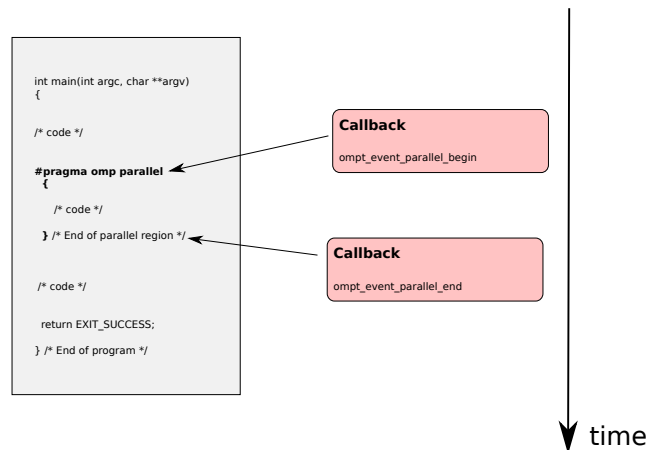 int main(int argc, char **argv)
{
/* code */
#pragma omp parallel
{
/* code */
} /* End of parallel region */
/* code */
return EXIT_SUCCESS;
} /* End of program */
Callback
ompt_event_parallel_begin
Callback
ompt_event_parallel_end
time